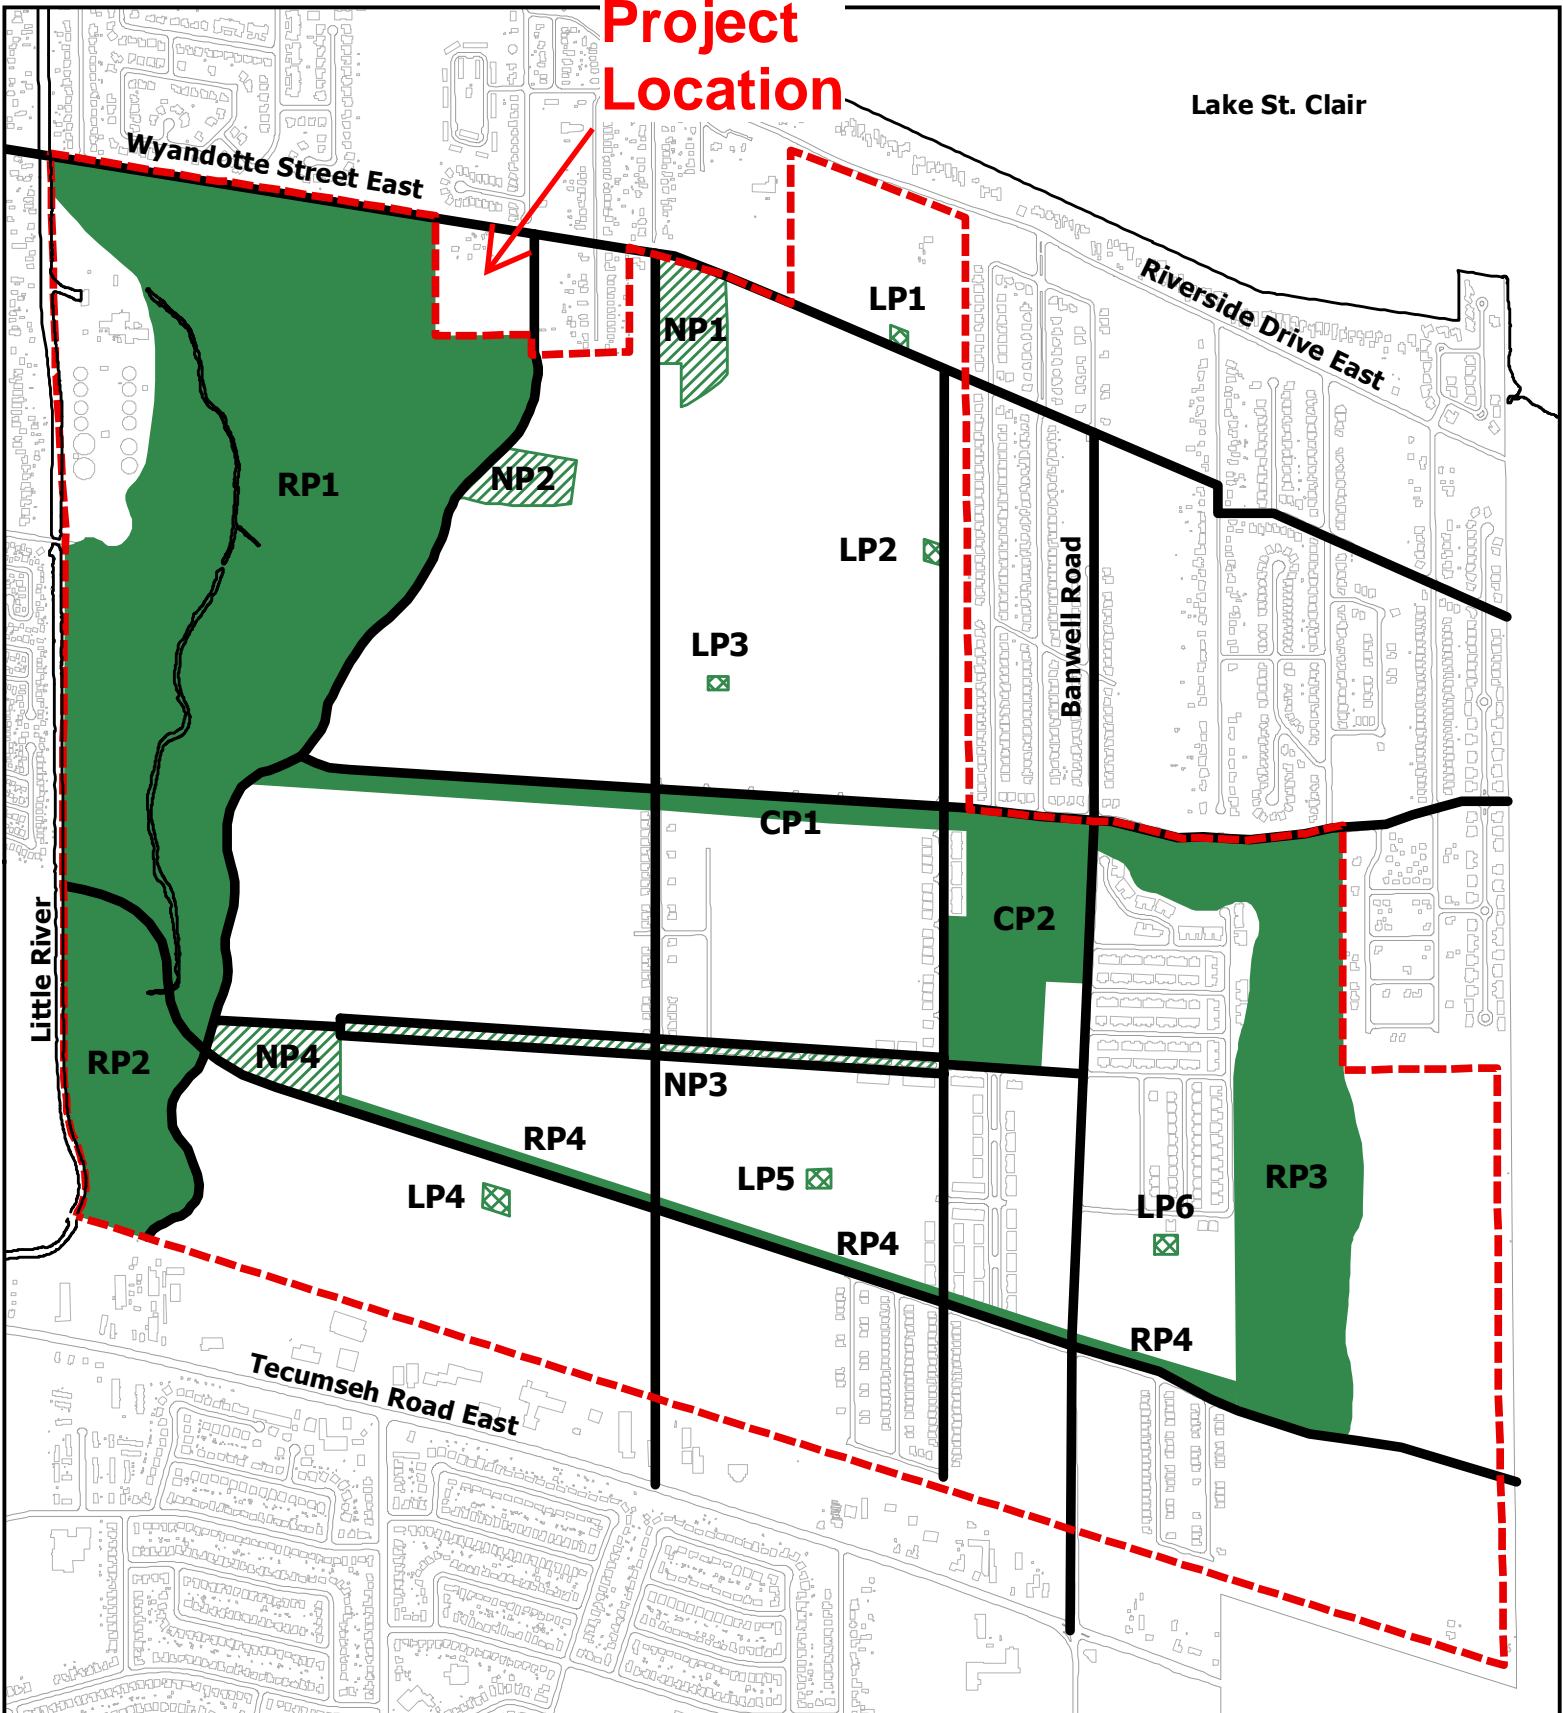 Project
Location
Lake St. Clair
Wyandotte Street East
Riverside Drive East
LP1
NP1
RP1
NP2
LP2
Banwell Road
LP3
CP1
CP2
Little River
RP2
NP4
NP3
RP4
LP5
RP3
LP4
LP6
RP4
RP4
Tecumseh Road East